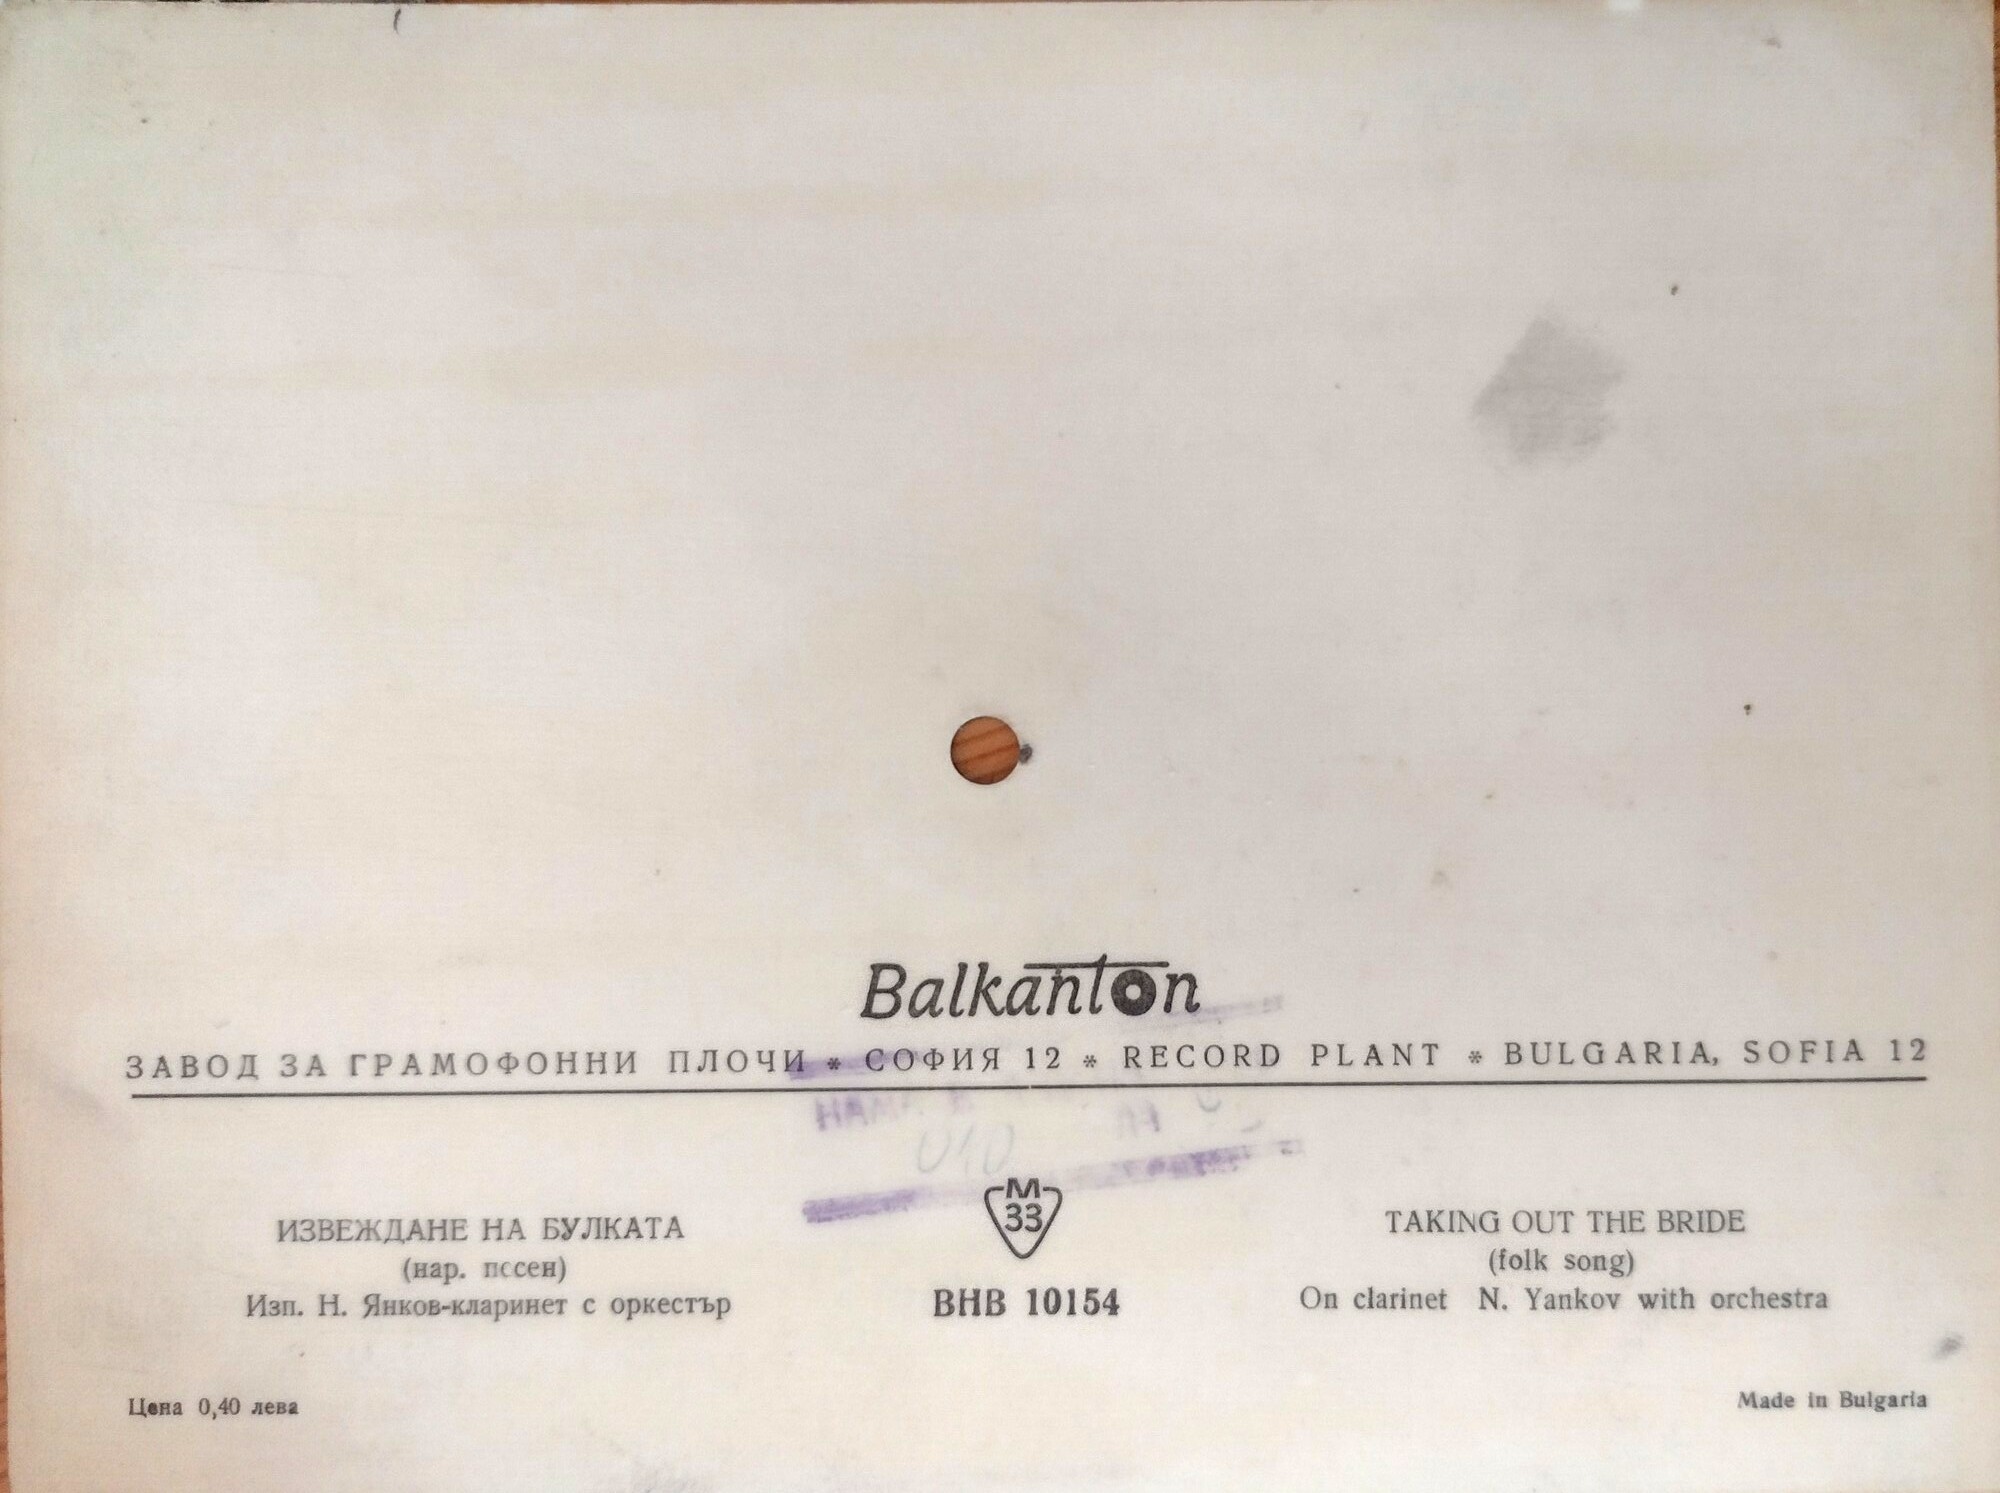 Balkanton
ЗАВОД ЗА ГРАМОФОННИ ПЛОЧИ * СОФИЯ 12 * RECORD PLANT * BULGARIA, SOFIA 12
ИЗВЕЖДАНЕ НА БУЛКАТА
(нар. песен)
Изп. Н. Янков-кларинет с оркестър
М
33
ВНВ 10154
TAKING OUT THE BRIDE
(folk song)
On clarinet N. Yankov with orchestra
Цена 0,40 лева
Made in Bulgaria